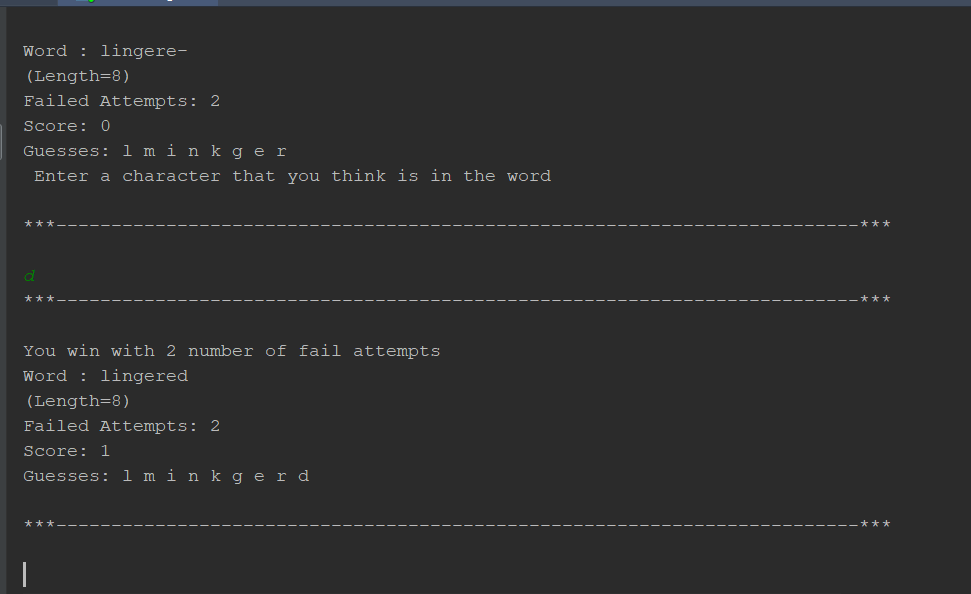 Word : lingere-
(Length=8)
Failed Attempts: 2
Score: 0
Guesses: l m i n k g e r
Enter a character that you think is in the word
***-------------------------------------------------------------------------***
d
***-------------------------------------------------------------------------***
You win with 2 number of fail attempts
Word : lingered
(Length=8)
Failed Attempts: 2
Score: 1
Guesses: l m i n k g e r d
***-------------------------------------------------------------------------***